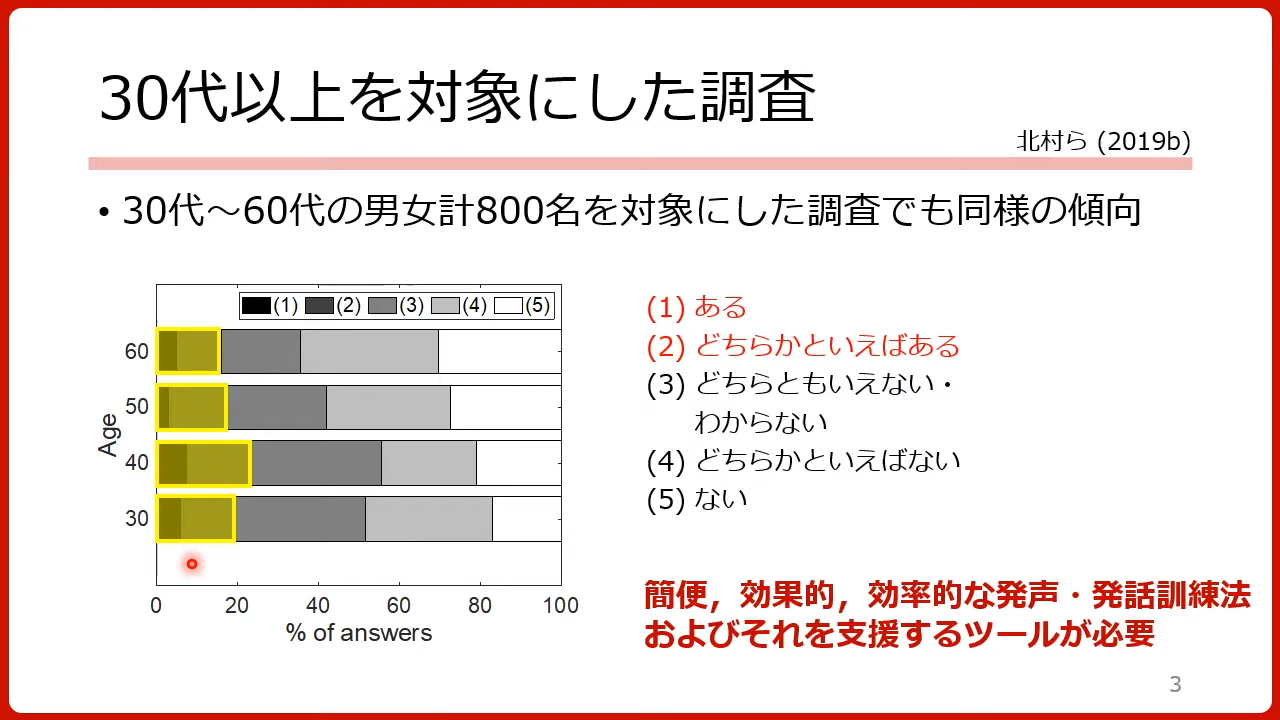 30代以上を対象にした調査
北村ら (2019b)
• 30代～60代の男女計800名を対象にした調査でも同様の傾向
(1) (2) (3) (4) (5)
60
50
40
30
Age
0 20 40 60 80 100
% of answers
(1) ある
(2) どちらかといえばある
(3) どちらともいえない・
わからない
(4) どちらかといえばない
(5) ない
簡便，効果的，効率的な発声・発話訓練法
およびそれを支援するツールが必要
3